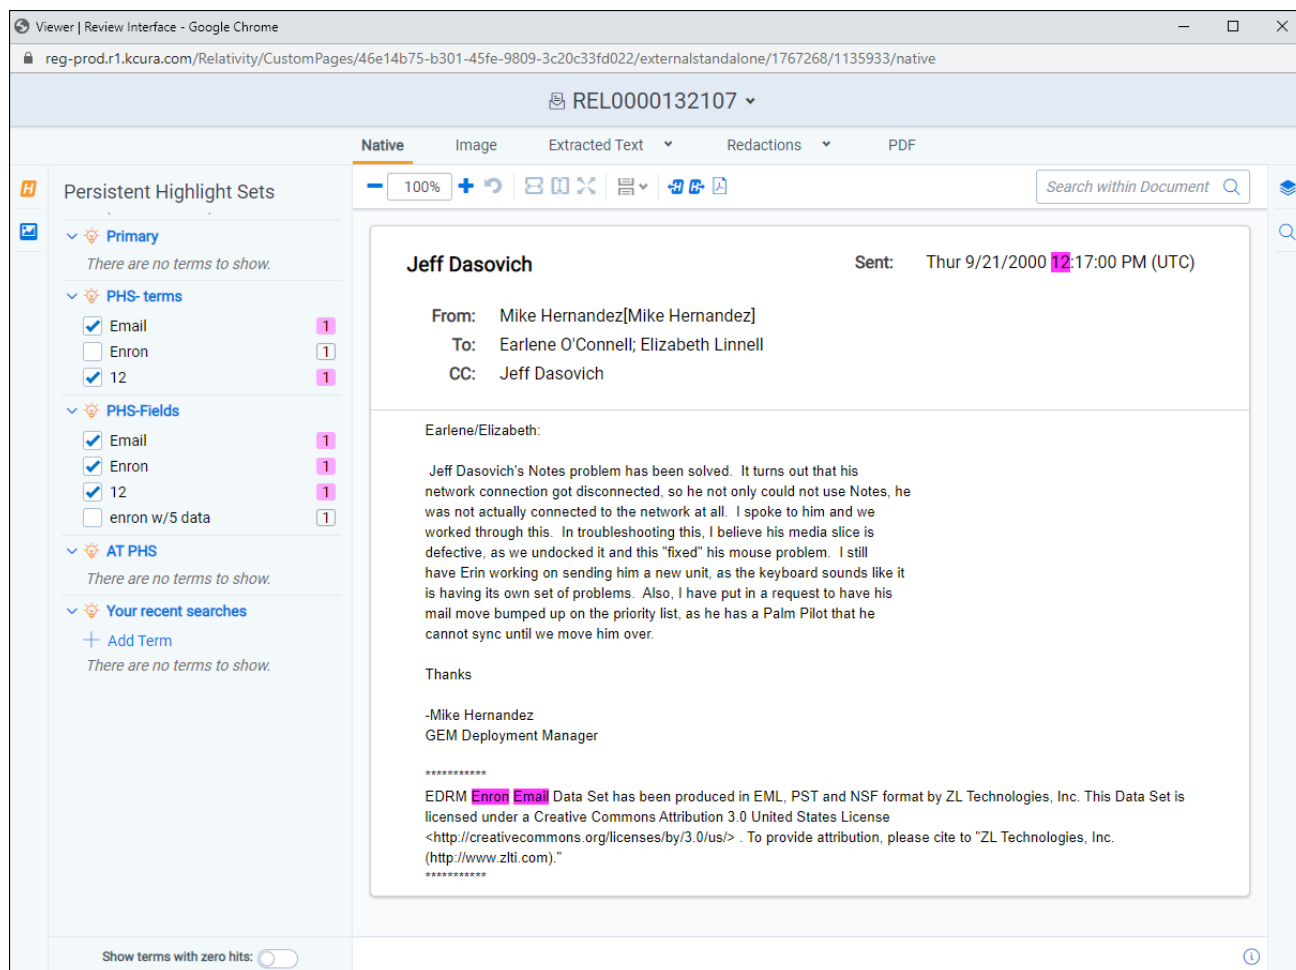 Viewer | Review Interface - Google Chrome
reg-prod.r1.kcura.com/Relativity/CustomPages/46e14b75-b301-45fe-9809-3c20c33fd022/externalstandalone/1767268/1135933/native
REL0000132107
Native Image Extracted Text Redactions PDF
Persistent Highlight Sets
100%
Search within Document
Primary
There are no terms to show.
PHS- terms
Email 1
Enron 1
12 1
PHS-Fields
Email 1
Enron 1
12 1
enron w/5 data 1
AT PHS
There are no terms to show.
Your recent searches
Add Term
There are no terms to show.
Show terms with zero hits:
Jeff Dasovich Sent: Thur 9/21/2000 12:17:00 PM (UTC)
From: Mike Hernandez[Mike Hernandez]
To: Earlene O'Connell; Elizabeth Linnell
CC: Jeff Dasovich
Earlene/Elizabeth:
Jeff Dasovich's Notes problem has been solved. It turns out that his
network connection got disconnected, so he not only could not use Notes, he
was not actually connected to the network at all. I spoke to him and we
worked through this. In troubleshooting this, I believe his media slice is
defective, as we undocked it and this "fixed" his mouse problem. I still
have Erin working on sending him a new unit, as the keyboard sounds like it
is having its own set of problems. Also, I have put in a request to have his
mail move bumped up on the priority list, as he has a Palm Pilot that he
cannot sync until we move him over.
Thanks
-Mike Hernandez
GEM Deployment Manager
***********
EDRM Enron Email Data Set has been produced in EML, PST and NSF format by ZL Technologies, Inc. This Data Set is
licensed under a Creative Commons Attribution 3.0 United States License
<http://creativecommons.org/licenses/by/3.0/us/> . To provide attribution, please cite to "ZL Technologies, Inc.
(http://www.zlti.com)."
***********